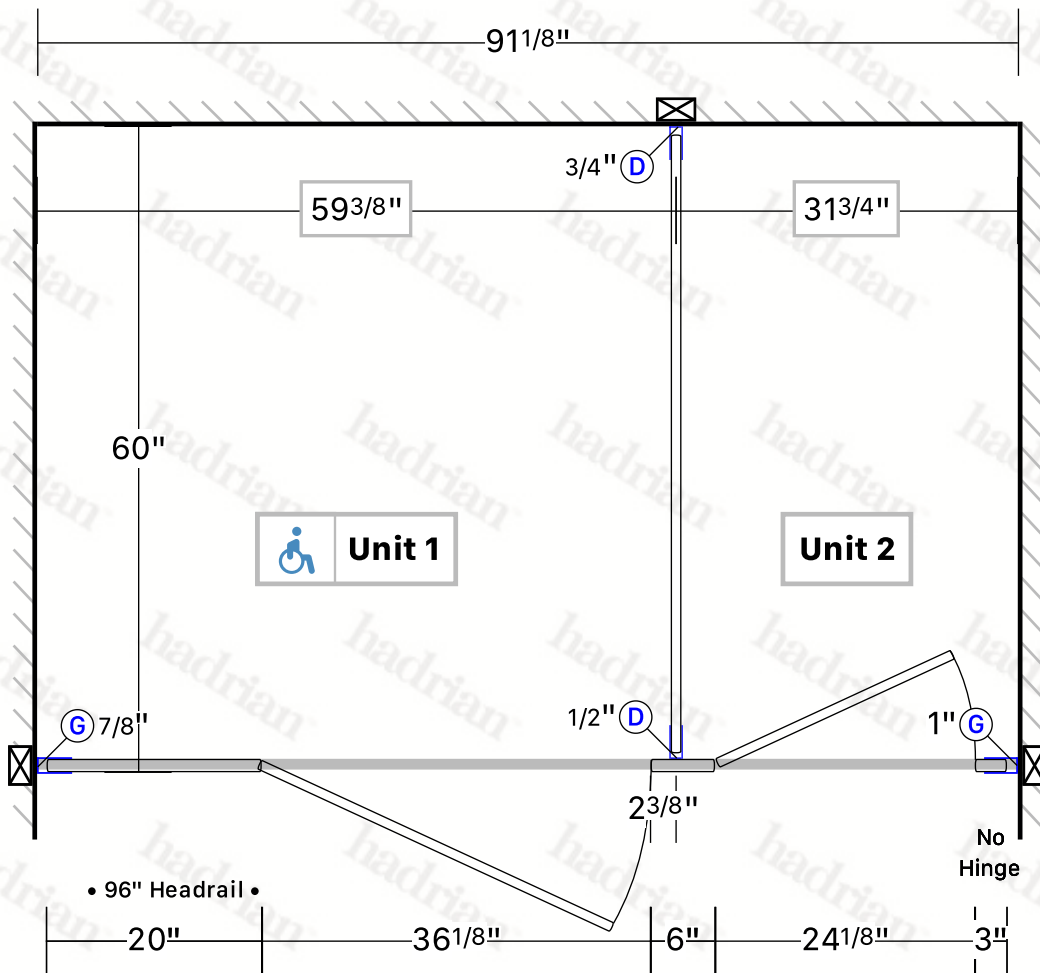 91 1/8"
3/4" D
59 3/8"
31 3/4"
60"
Unit 1
Unit 2
G 7/8"
1/2" D
1" G
2 3/8"
No
Hinge
• 96" Headrail •
20"
36 1/8"
6"
24 1/8"
3"
hadrian